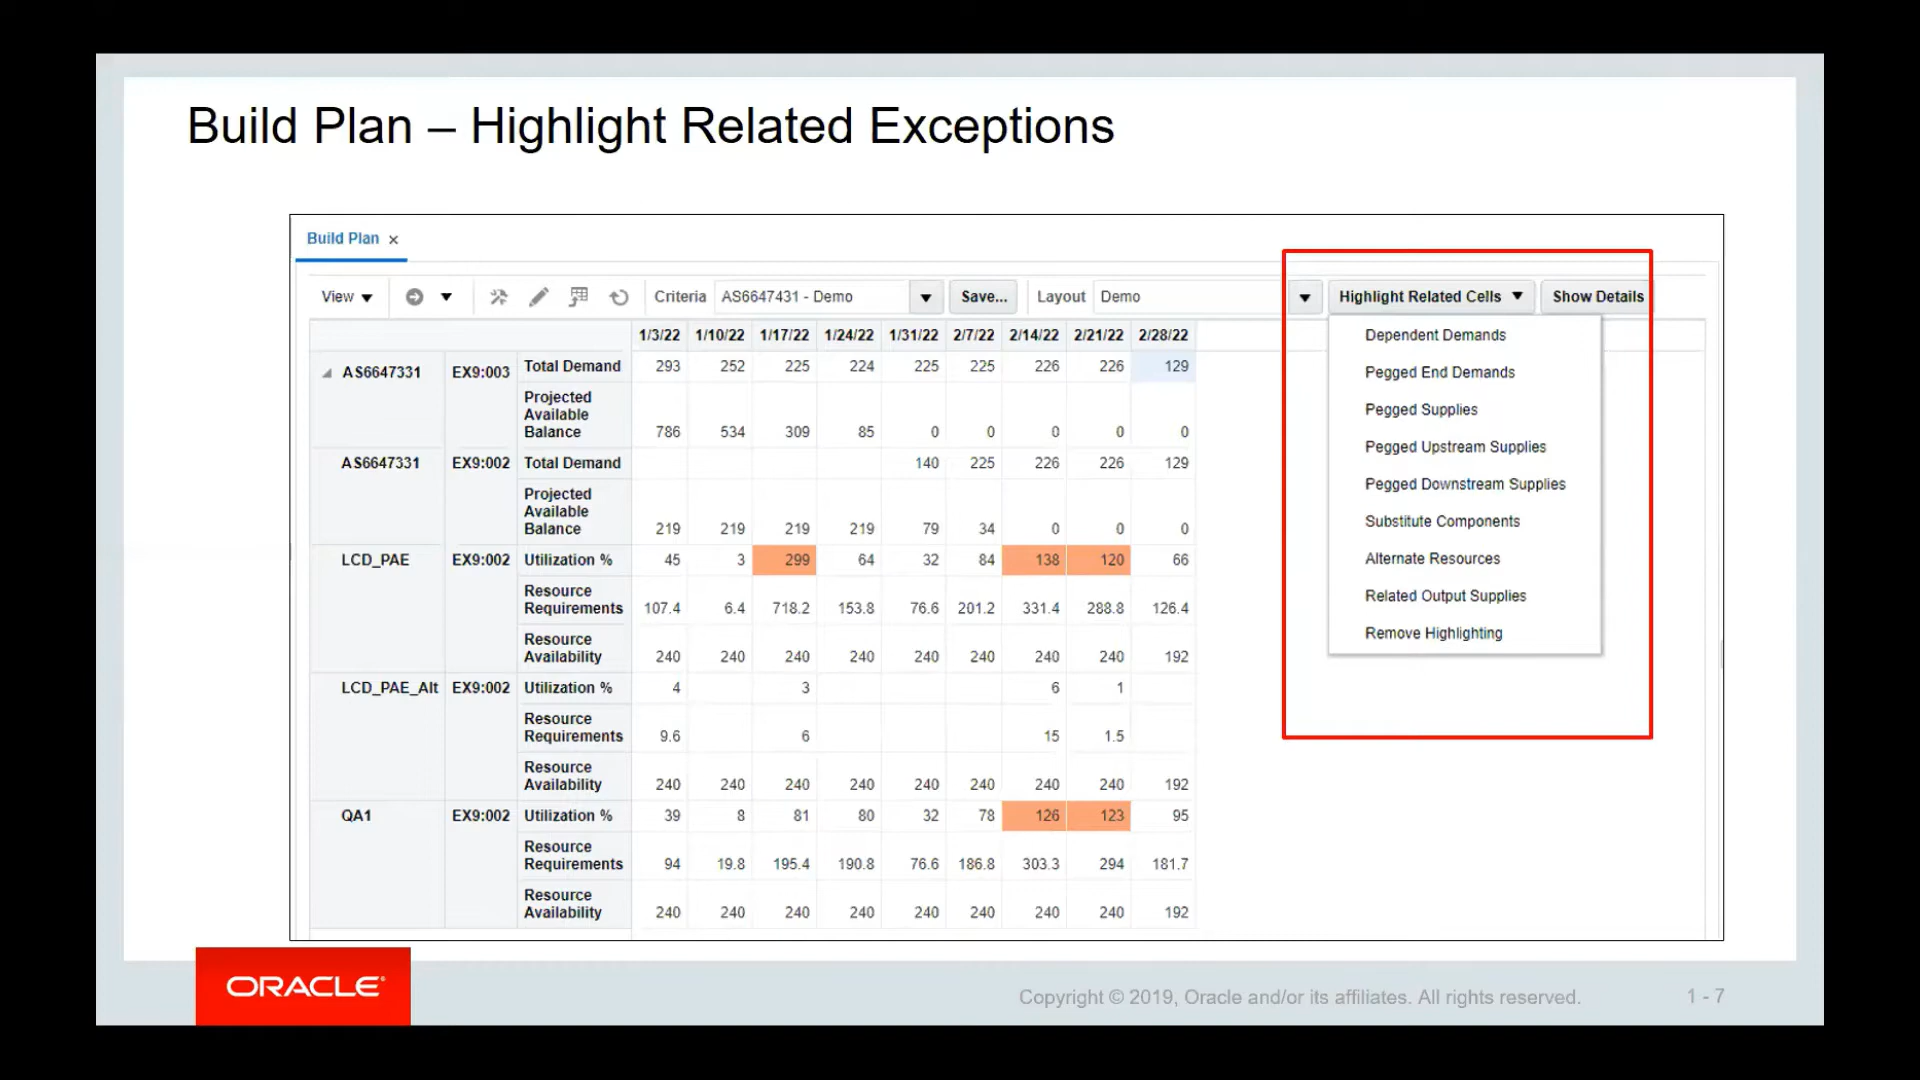 Build Plan – Highlight Related Exceptions
Build Plan ×
View Criteria AS6647431 - Demo Save... Layout Demo Highlight Related Cells Show Details
1/3/22 1/10/22 1/17/22 1/24/22 1/31/22 2/7/22 2/14/22 2/21/22 2/28/22
AS6647331 EX9:003 Total Demand 293 252 225 224 225 225 226 226 129
Projected
Available
Balance 786 534 309 85 0 0 0 0 0
AS6647331 EX9:002 Total Demand 140 225 226 226 129
Projected
Available
Balance 219 219 219 219 79 34 0 0 0
LCD_PAE EX9:002 Utilization % 45 3 299 64 32 84 138 120 66
Resource
Requirements 107.4 6.4 718.2 153.8 76.6 201.2 331.4 288.8 126.4
Resource
Availability 240 240 240 240 240 240 240 240 192
LCD_PAE_Alt EX9:002 Utilization % 4 3 6 1
Resource
Requirements 9.6 6 15 1.5
Resource
Availability 240 240 240 240 240 240 240 240 192
QA1 EX9:002 Utilization % 39 8 81 80 32 78 126 123 95
Resource
Requirements 94 19.8 195.4 190.8 76.6 186.8 303.3 294 181.7
Resource
Availability 240 240 240 240 240 240 240 240 192
Dependent Demands
Pegged End Demands
Pegged Supplies
Pegged Upstream Supplies
Pegged Downstream Supplies
Substitute Components
Alternate Resources
Related Output Supplies
Remove Highlighting
ORACLE®
Copyright © 2019, Oracle and/or its affiliates. All rights reserved. 1 - 7